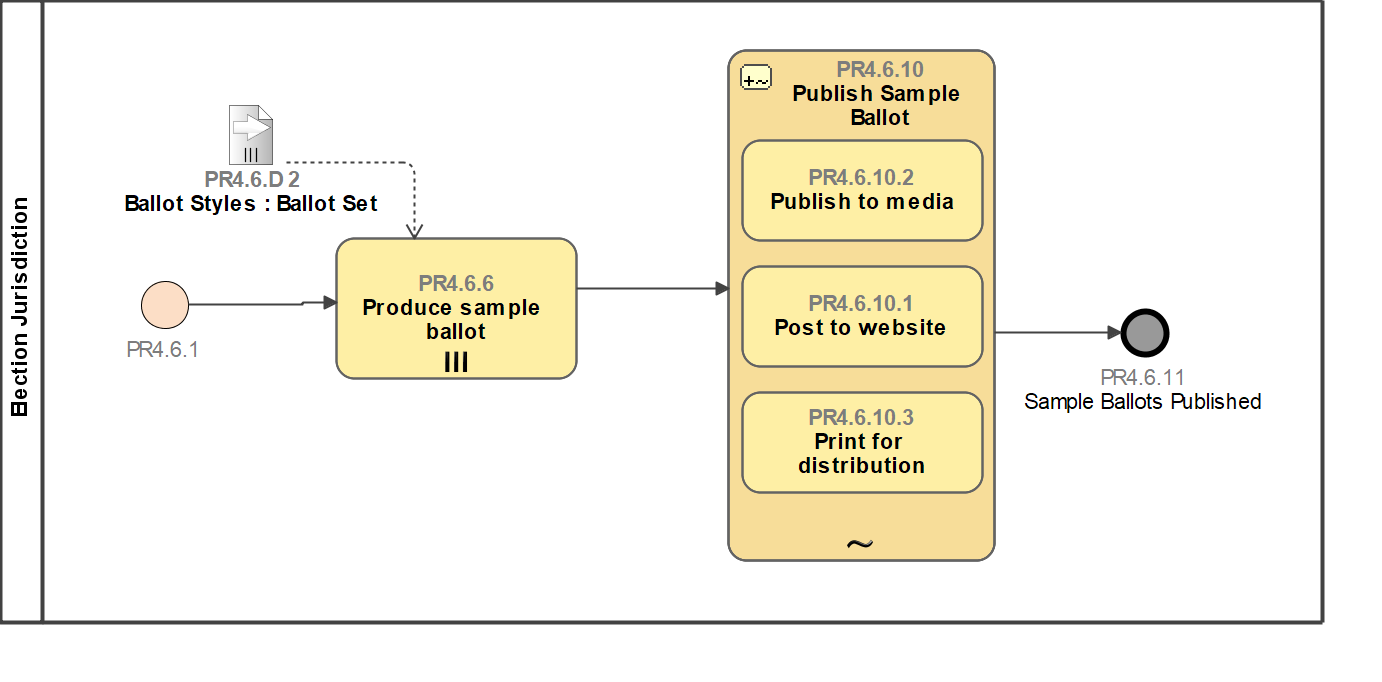 Election Jurisdiction
PR4.6.D 2
Ballot Styles : Ballot Set
PR4.6.1
PR4.6.6
Produce sample
ballot
PR4.6.10
Publish Sample
Ballot
PR4.6.10.2
Publish to media
PR4.6.10.1
Post to website
PR4.6.10.3
Print for
distribution
PR4.6.11
Sample Ballots Published